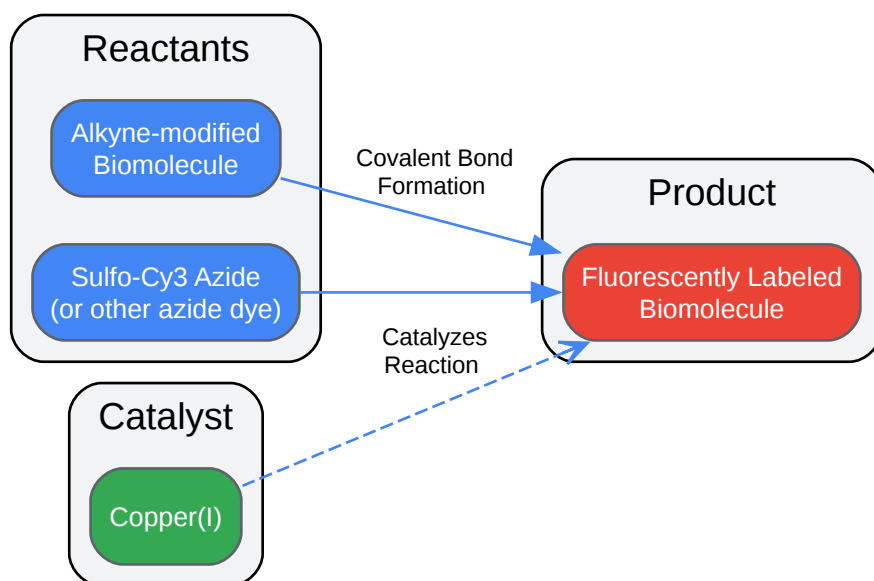 Reactants
Alkyne-modified
Biomolecule
Sulfo-Cy3 Azide
(or other azide dye)
Covalent Bond
Formation
Product
Fluorescently Labeled
Biomolecule
Catalyzes
Reaction
Catalyst
Copper(I)